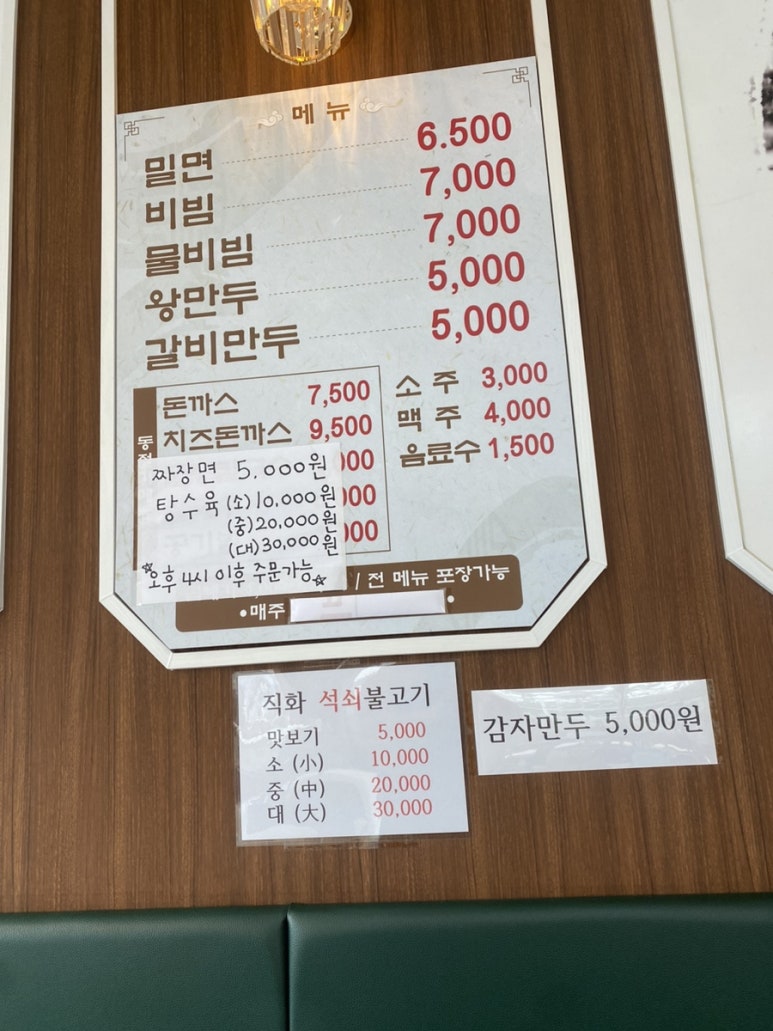 메뉴
밀면 6.500
비빔 7,000
물비빔 7,000
왕만두 5,000
갈비만두 5,000
돈까스 7,500
치즈돈까스 9,500
소주 3,000
맥주 4,000
음료수 1,500
짜장면 5.000원
탕수육 (소) 10,000원
(중) 20,000원
(대) 30,000원
☆오후 4시 이후 주문가능☆
/ 전 메뉴 포장가능
•매주
직화 석쇠불고기
맛보기 5,000
소 (小) 10,000
중 (中) 20,000
대 (大) 30,000
감자만두 5,000원